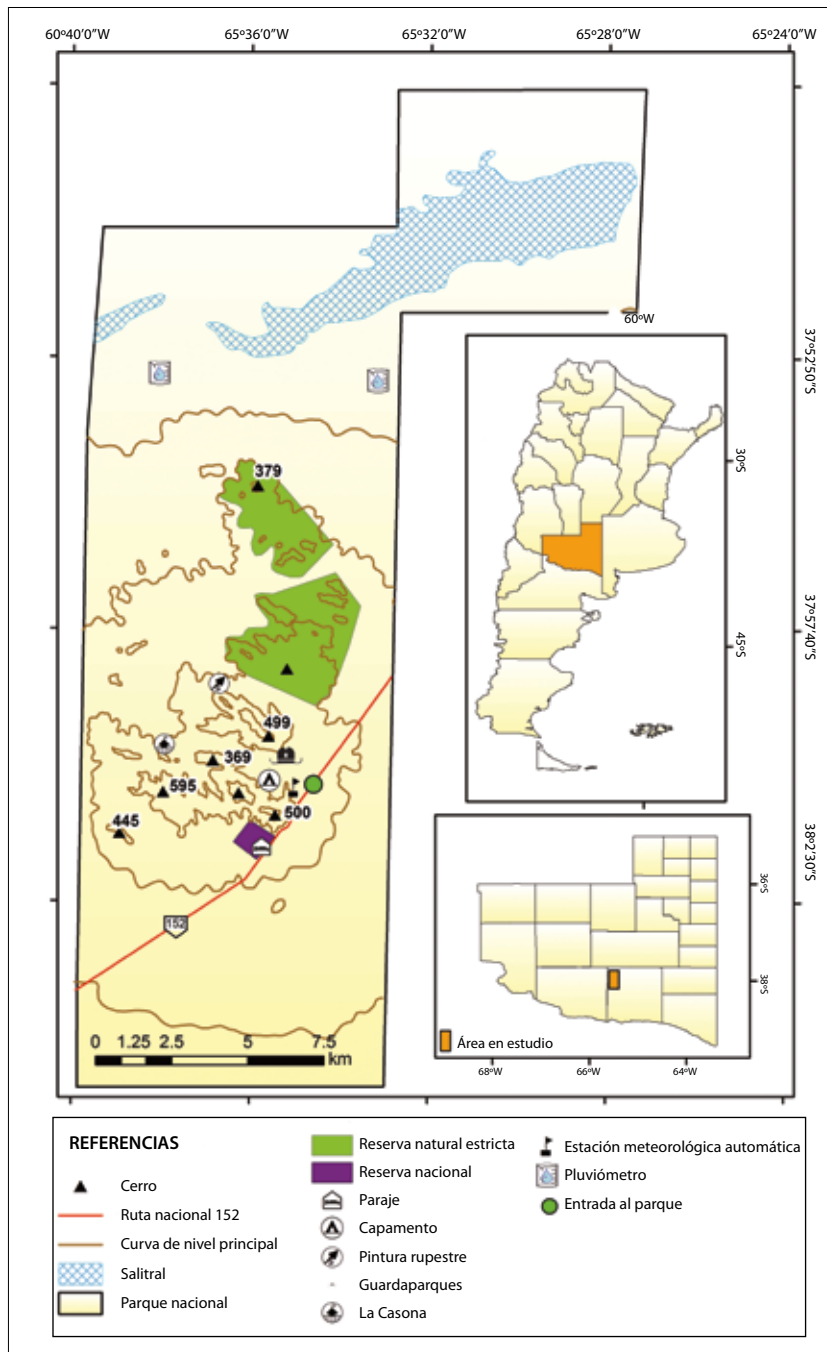 60º40'0"W 65º36'0"W 65º32'0"W 65º28'0"W 65º24'0"W
60ºW
37º52'50"S
379
30ºS
37º57'40"S
45ºS
499
369
595
500
445
38º2'30"S
36ºS
152
38ºS
0 1.25 2.5 5 7.5
km
Área en estudio
68ºW 66ºW 64ºW
REFERENCIAS
Cerro
Ruta nacional 152
Curva de nivel principal
Salitral
Parque nacional
Reserva natural estricta
Reserva nacional
Paraje
Capamento
Pintura rupestre
Guardaparques
La Casona
Estación meteorológica automática
Pluviómetro
Entrada al parque